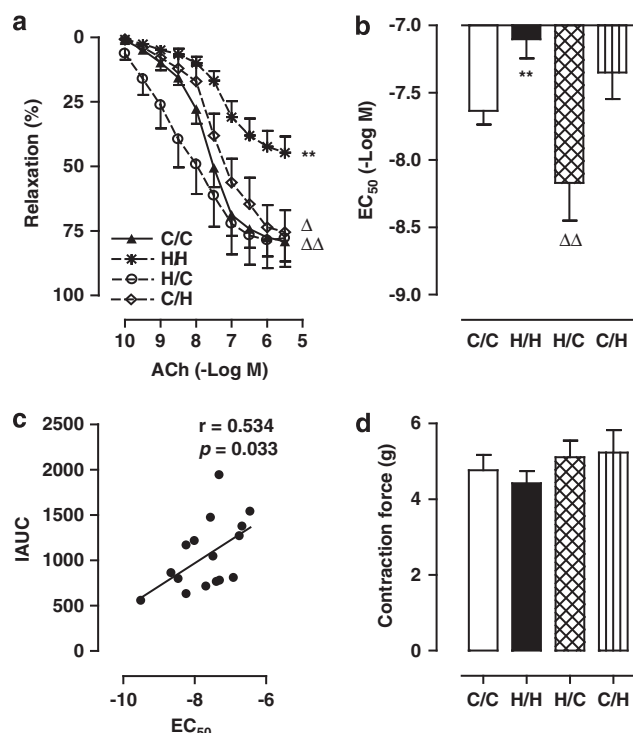 a
0
25
50
75
100
Relaxation (%)
**
Δ
ΔΔ
C/C
H/H
H/C
C/H
10 9 8 7 6 5
ACh (-Log M)
b
-7.0
-7.5
-8.0
-8.5
-9.0
EC50 (-Log M)
**
ΔΔ
C/C H/H H/C C/H
c
r = 0.534
p = 0.033
2500
2000
1500
1000
500
0
IAUC
-10 -8 -6
EC50
d
6
4
2
0
Contraction force (g)
C/C H/H H/C C/H